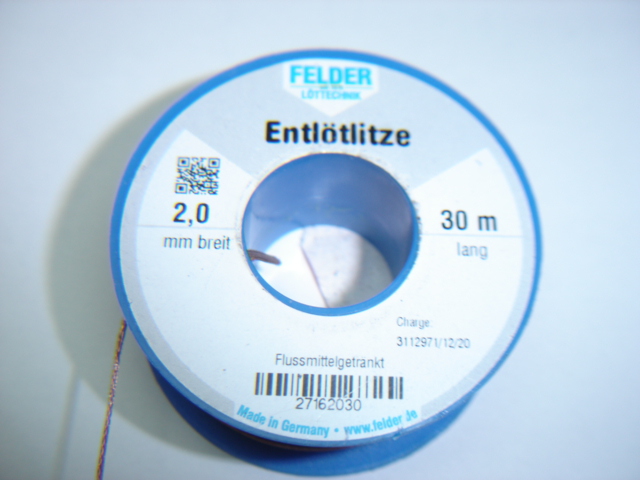 FELDER
LÖTTECHNIK
Entlötlitze
2,0
mm breit
30 m
lang
Charge:
3112971/12/20
Flussmittelgetränkt
27162030
Made in Germany • www.felder.de